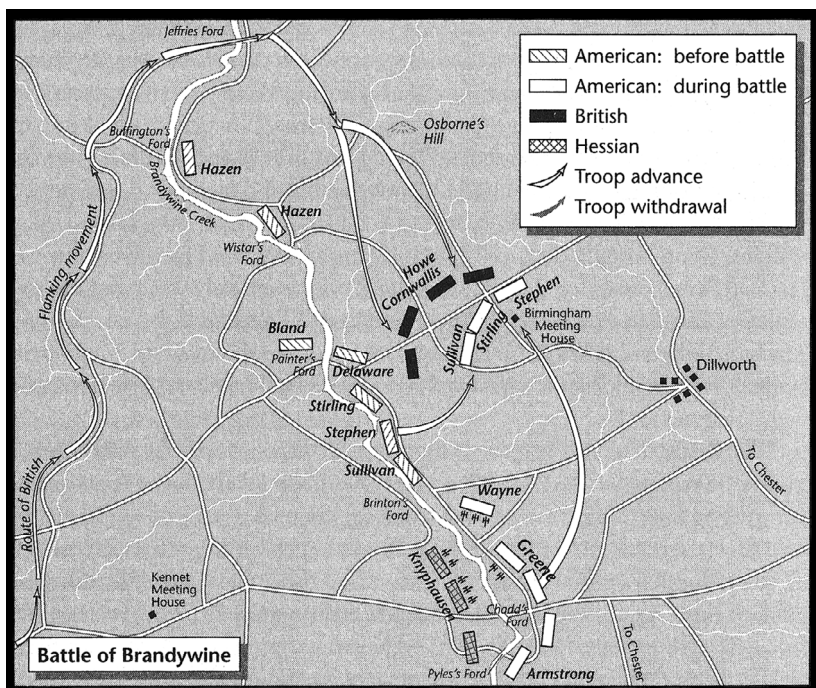 Jeffries Ford
American: before battle
American: during battle
British
Hessian
Troop advance
Troop withdrawal
Osborne's
Hill
Buffington's
Ford
Hazen
Brandywine Creek
Hazen
Wistar's
Ford
Flanking movement
Howe
Cornwallis
Stephen
Stirling
Sullivan
Birmingham
Meeting
House
Bland
Painter's
Ford
Delaware
Dillworth
Stirling
Stephen
Sullivan
To Chester
Route of British
Brinton's
Ford
Wayne
Greene
Knyphausen
Kennet
Meeting
House
Chadd's
Ford
To Chester
Battle of Brandywine
Pyles's Ford
Armstrong